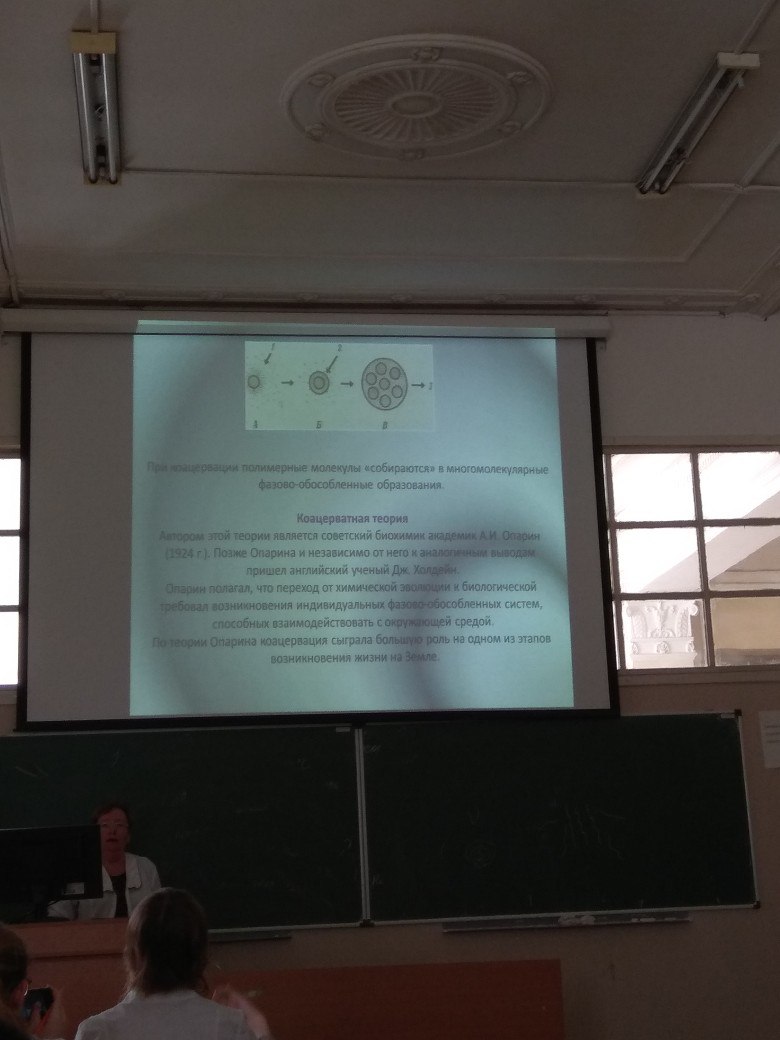 1 2
3
А Б В
При коацервации полимерные молекулы «собираются» в многомолекулярные
фазово-обособленные образования.
Коацерватная теория
Автором этой теории является советский биохимик академик А.И. Опарин
(1924 г.). Позже Опарина и независимо от него к аналогичным выводам
пришел английский ученый Дж. Холдейн.
Опарин полагал, что переход от химической эволюции к биологической
требовал возникновения индивидуальных фазово-обособленных систем,
способных взаимодействовать с окружающей средой.
По теории Опарина коацервация сыграла большую роль на одном из этапов
возникновения жизни на Земле.